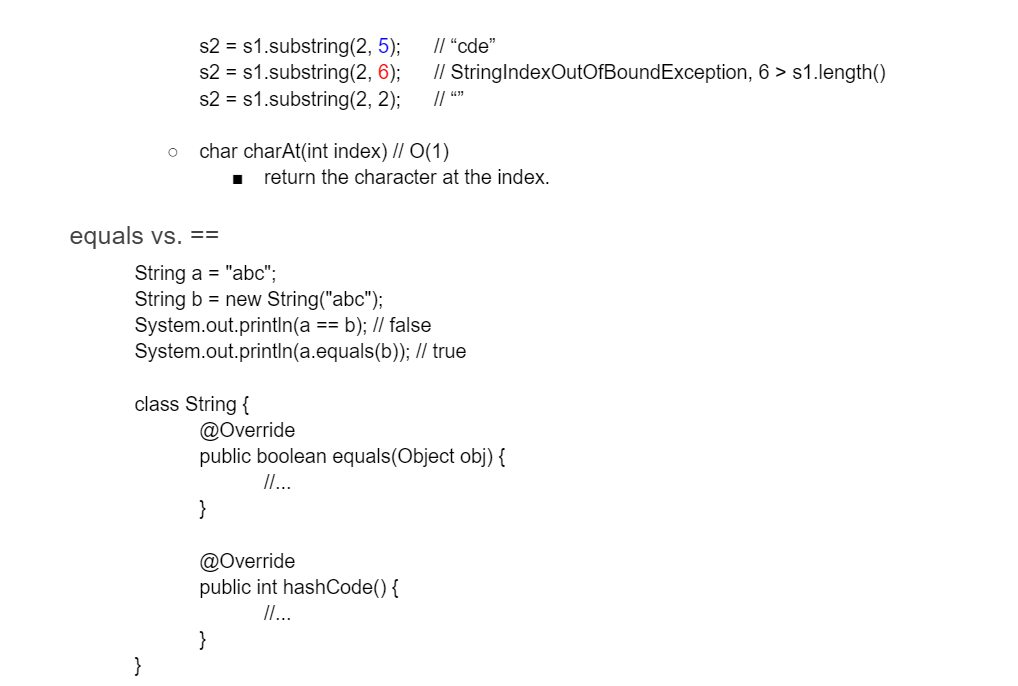 s2 = s1.substring(2, 5); // “cde”
s2 = s1.substring(2, 6); // StringIndexOutOfBoundException, 6 > s1.length()
s2 = s1.substring(2, 2); // “”
○ char charAt(int index) // O(1)
■ return the character at the index.
equals vs. ==
String a = "abc";
String b = new String("abc");
System.out.println(a == b); // false
System.out.println(a.equals(b)); // true
class String {
@Override
public boolean equals(Object obj) {
//...
}
@Override
public int hashCode() {
//...
}
}